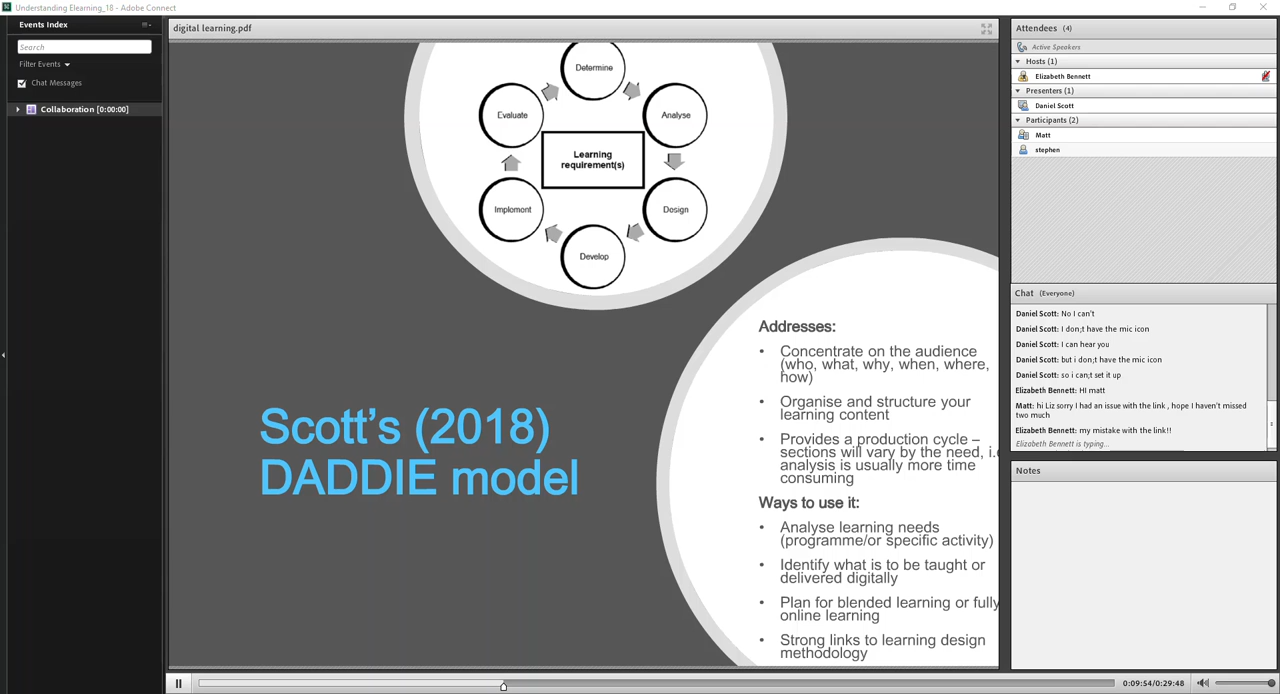 Understanding Elearning_18 - Adobe Connect
Events Index
Search
Filter Events
Chat Messages
Collaboration [0:00:00]
digital learning.pdf
Determine
Evaluate
Analyse
Learning
requirement(s)
Implement
Design
Develop
Scott's (2018)
DADDIE model
Addresses:
• Concentrate on the audience
(who, what, why, when, where,
how)
• Organise and structure your
learning content
• Provides a production cycle –
sections will vary by the need, i.e
analysis is usually more time
consuming
Ways to use it:
• Analyse learning needs
(programme/or specific activity)
• Identify what is to be taught or
delivered digitally
• Plan for blended learning or fully
online learning
• Strong links to learning design
methodology
Attendees (4)
Active Speakers
Hosts (1)
Elizabeth Bennett
Presenters (1)
Daniel Scott
Participants (2)
Matt
stephen
Chat (Everyone)
Daniel Scott: No I can't
Daniel Scott: I don;t have the mic icon
Daniel Scott: I can hear you
Daniel Scott: but i don;t have the mic icon
Daniel Scott: so i can;t set it up
Elizabeth Bennett: HI matt
Matt: hi Liz sorry I had an issue with the link , hope I haven't missed
two much
Elizabeth Bennett: my mistake with the link!!
Elizabeth Bennett is typing...
Notes
0:09:54/0:29:48